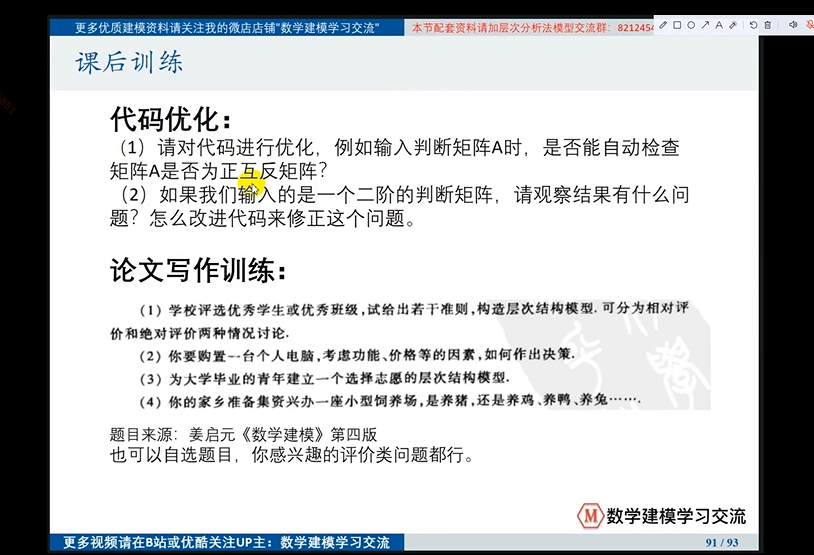 更多优质建模资料请关注我的微店店铺"数学建模学习交流"
本节配套资料请加层次分析法模型交流群：8212454
课后训练
代码优化：
（1）请对代码进行优化，例如输入判断矩阵A时，是否能自动检查
矩阵A是否为正互反矩阵？
（2）如果我们输入的是一个二阶的判断矩阵，请观察结果有什么问
题？怎么改进代码来修正这个问题。
论文写作训练：
(1) 学校评选优秀学生或优秀班级,试给出若干准则,构造层次结构模型. 可分为相对评
价和绝对评价两种情况讨论.
(2) 你要购置一台个人电脑,考虑功能、价格等的因素,如何作出决策.
(3) 为大学毕业的青年建立一个选择志愿的层次结构模型.
(4) 你的家乡准备集资兴办一座小型饲养场,是养猪,还是养鸡、养鸭、养兔…….
题目来源：姜启元《数学建模》第四版
也可以自选题目，你感兴趣的评价类问题都行。
M 数学建模学习交流
更多视频请在B站或优酷关注UP主：数学建模学习交流
91 / 93